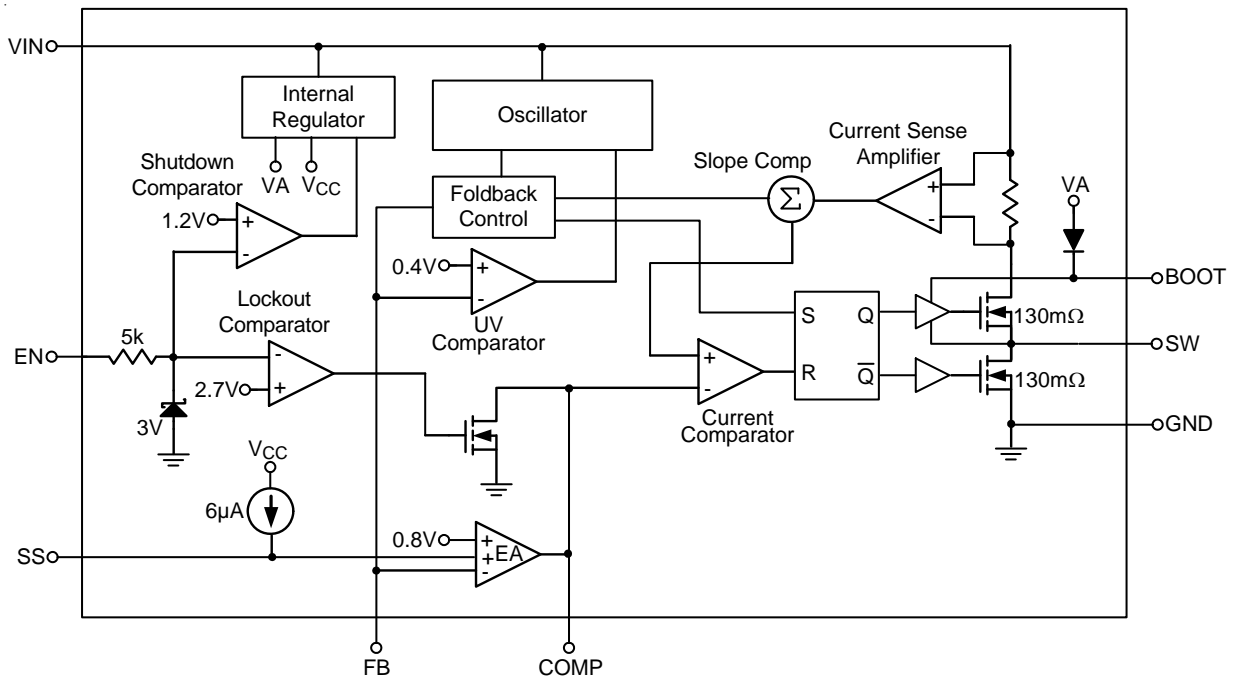 VIN
Internal
Regulator
Oscillator
Current Sense
Amplifier
Slope Comp
Shutdown
Comparator
VA
VCC
Foldback
Control
Σ
+
-
VA
1.2V
+
-
0.4V
+
-
BOOT
Lockout
Comparator
UV
Comparator
S
Q
130mΩ
EN
5k
-
+
2.7V
SW
+
-
R
Q̅
130mΩ
3V
Current
Comparator
GND
VCC
6µA
0.8V
+
+
-
EA
SS
FB
COMP